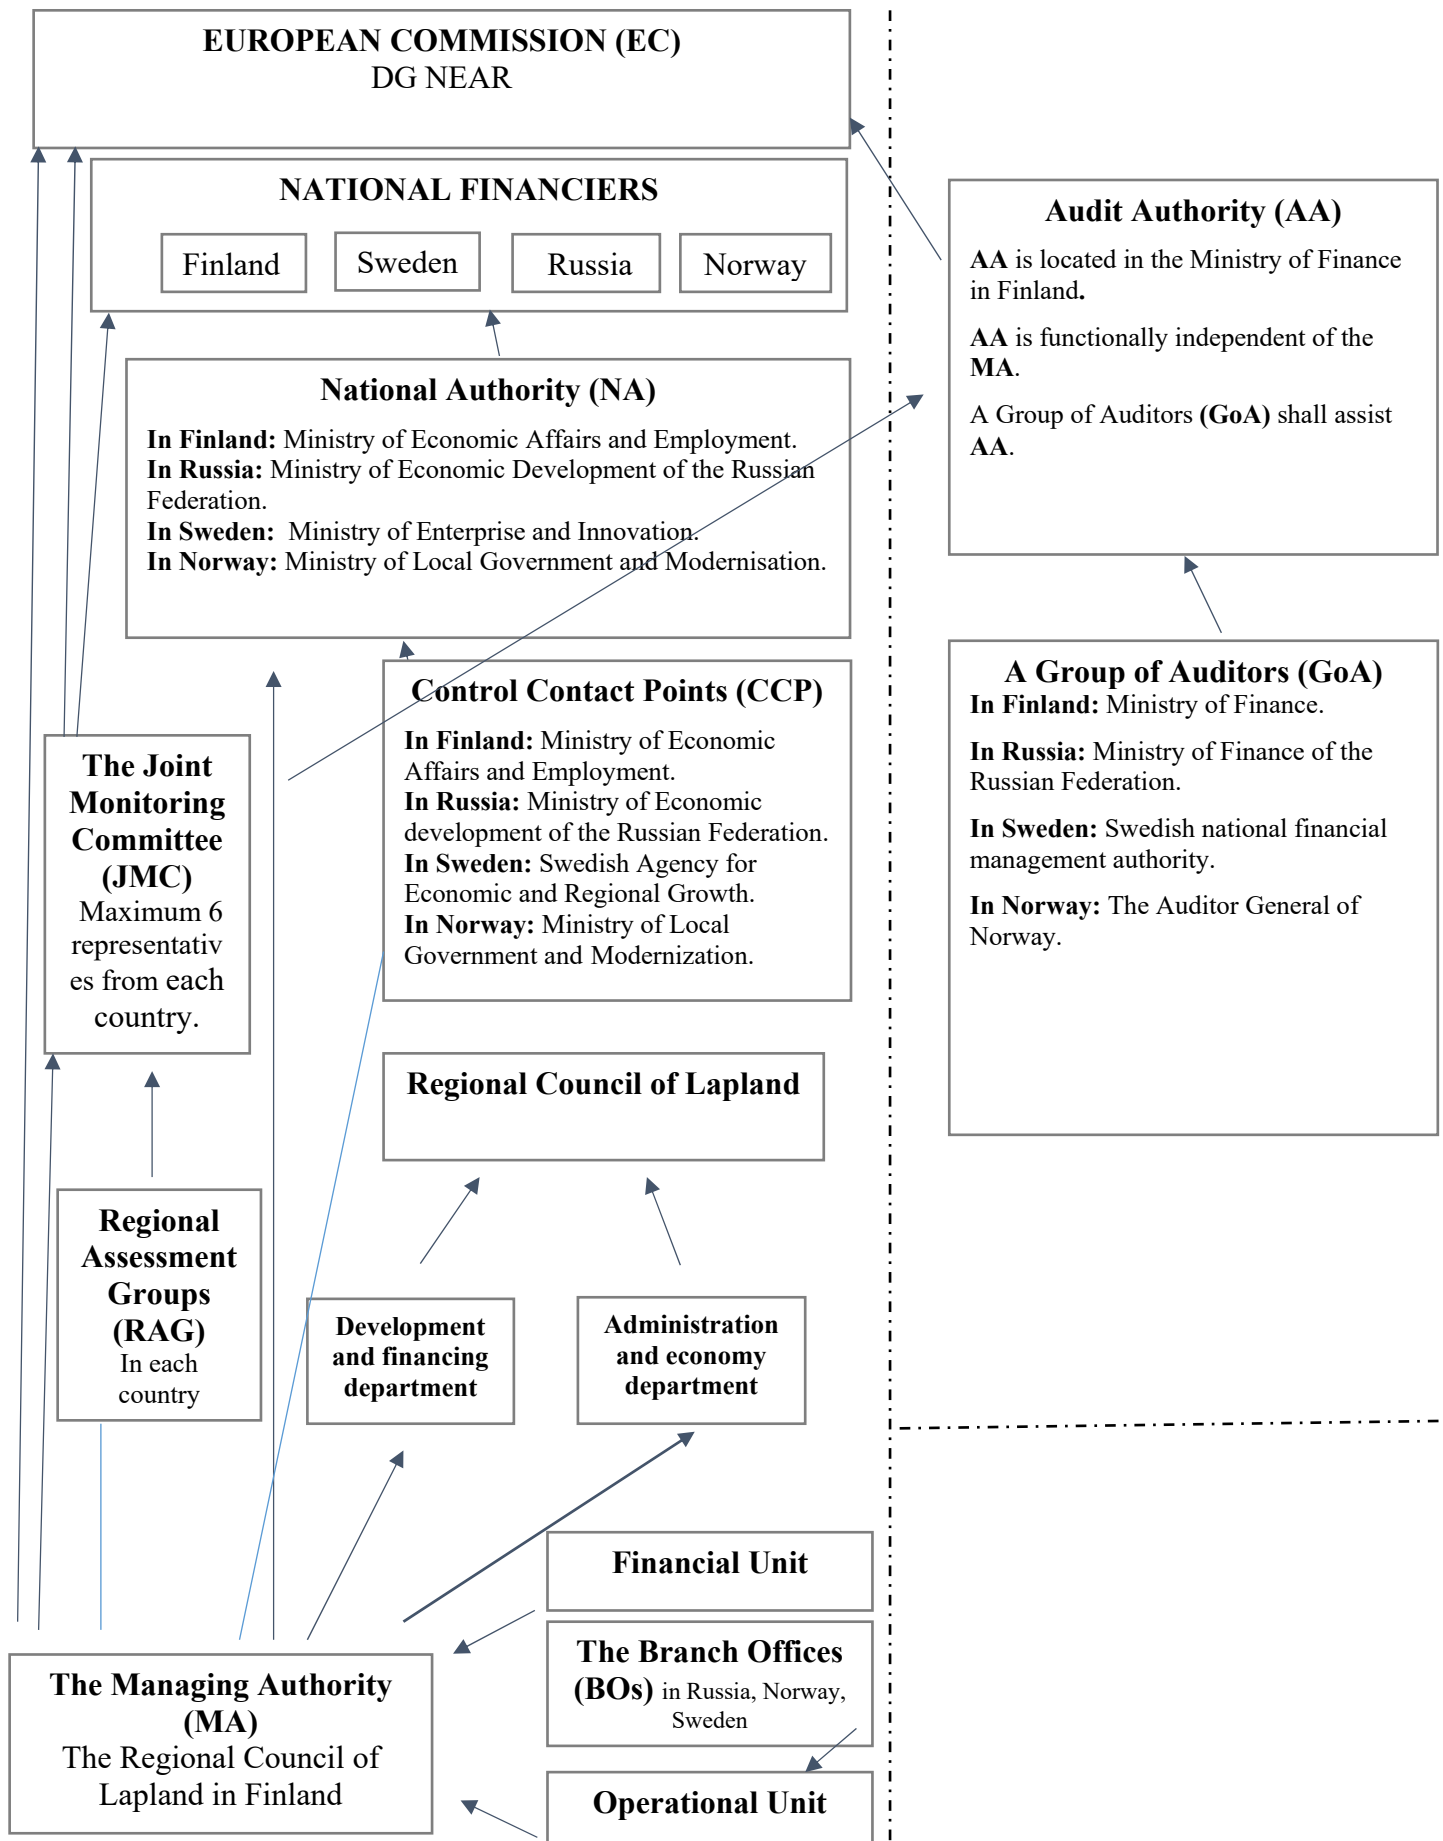 EUROPEAN COMMISSION (EC)
DG NEAR
NATIONAL FINANCIERS
Finland
Sweden
Russia
Norway
National Authority (NA)
In Finland: Ministry of Economic Affairs and Employment.
In Russia: Ministry of Economic Development of the Russian
Federation.
In Sweden: Ministry of Enterprise and Innovation.
In Norway: Ministry of Local Government and Modernisation.
Control Contact Points (CCP)
In Finland: Ministry of Economic
Affairs and Employment.
In Russia: Ministry of Economic
development of the Russian Federation.
In Sweden: Swedish Agency for
Economic and Regional Growth.
In Norway: Ministry of Local
Government and Modernization.
The Joint
Monitoring
Committee
(JMC)
Maximum 6
representativ
es from each
country.
Regional Council of Lapland
Regional
Assessment
Groups
(RAG)
In each
country
Development
and financing
department
Administration
and economy
department
Financial Unit
The Branch Offices
(BOs) in Russia, Norway,
Sweden
Operational Unit
The Managing Authority
(MA)
The Regional Council of
Lapland in Finland
Audit Authority (AA)
AA is located in the Ministry of Finance
in Finland.
AA is functionally independent of the
MA.
A Group of Auditors (GoA) shall assist
AA.
A Group of Auditors (GoA)
In Finland: Ministry of Finance.
In Russia: Ministry of Finance of the
Russian Federation.
In Sweden: Swedish national financial
management authority.
In Norway: The Auditor General of
Norway.